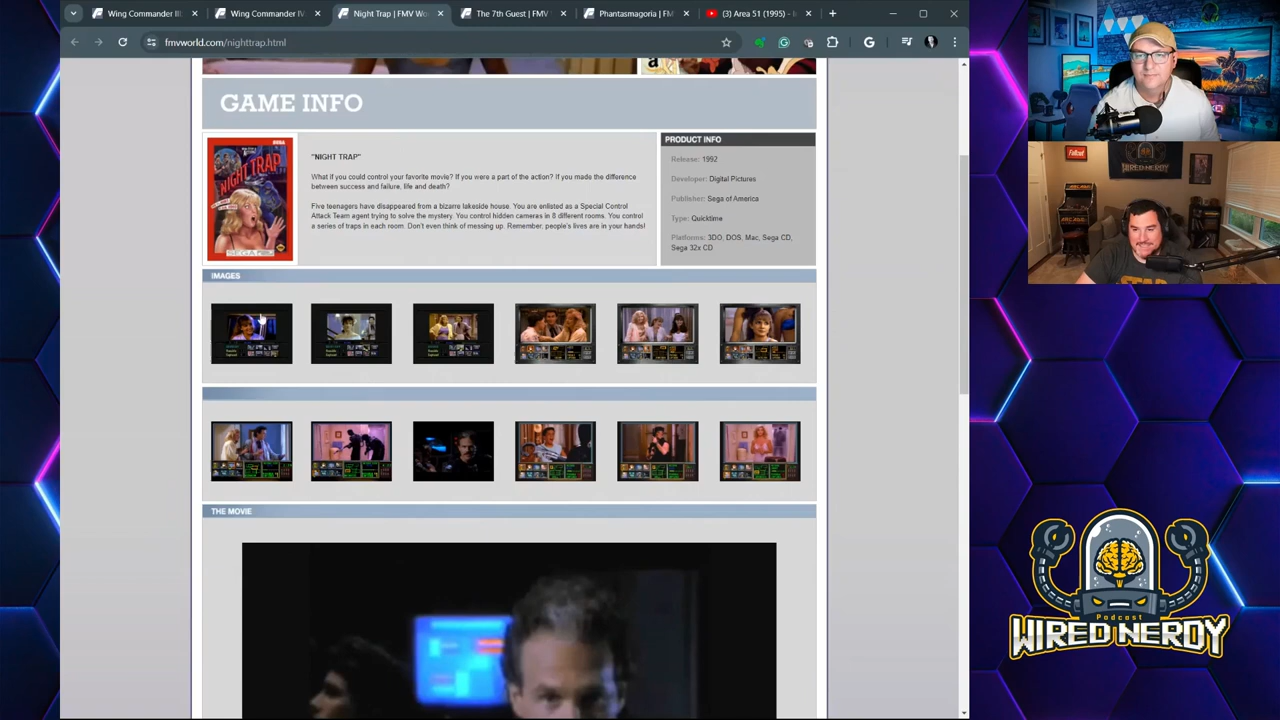 Wing Commander III
Wing Commander IV
Night Trap | FMV Wo
The 7th Guest | FMV
Phantasmagoria | FMV
(3) Area 51 (1995) -
fmvworld.com/nighttrap.html
GAME INFO
"NIGHT TRAP"
What if you could control your favorite movie? If you were a part of the action? If you made the difference
between success and failure, life and death?
Five teenagers have disappeared from a bizarre lakeside house. You are enlisted as a Special Control
Attack Team agent trying to solve the mystery. You control hidden cameras in 8 different rooms. You control
a series of traps in each room. Don't even think of messing up. Remember, people's lives are in your hands!
PRODUCT INFO
Release: 1992
Developer: Digital Pictures
Publisher: Sega of America
Type: Quicktime
Platforms: 3DO, DOS, Mac, Sega CD,
Sega 32x CD
SEGA
NIGHT TRAP
SEGA CD
IMAGES
THE MOVIE
Fallout
WIRED NERDY
ARCADE
Podcast
WIRED NERDY